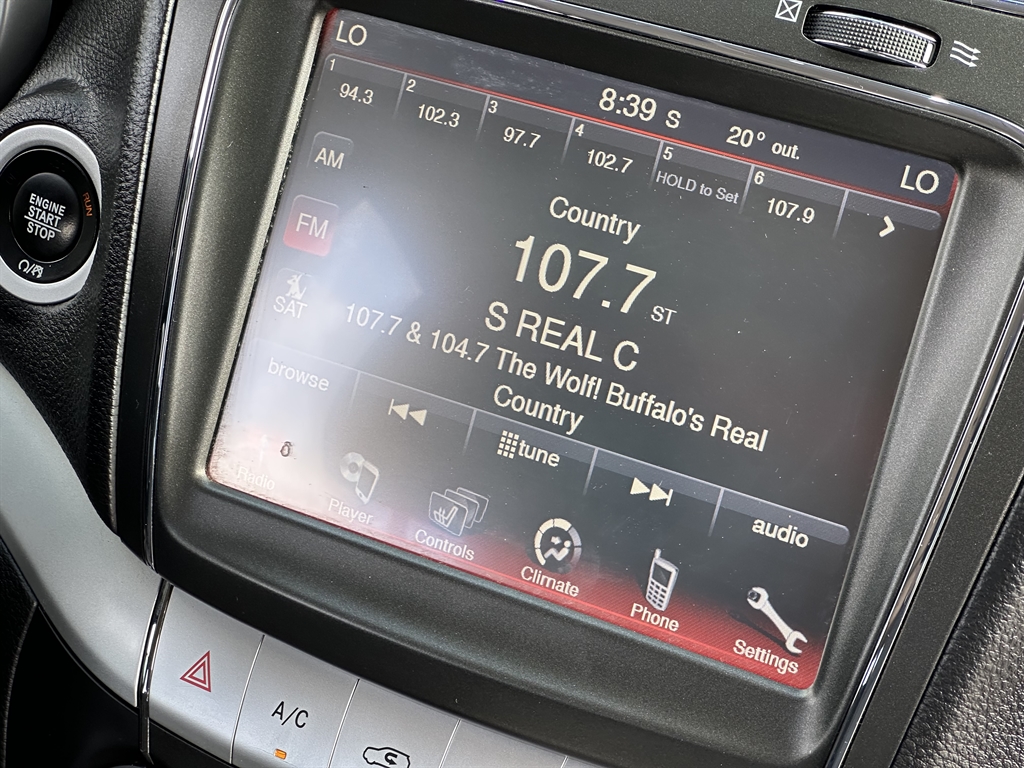 LO
8:39 S
20° out.
LO
1
94.3
2
102.3
3
97.7
4
102.7
5
HOLD to Set
6
107.9
AM
FM
SAT
Country
107.7 ST
S REAL C
107.7 & 104.7 The Wolf! Buffalo's Real
Country
browse
tune
audio
Radio
Player
Controls
Climate
Phone
Settings
ENGINE
START
STOP
RUN
A/C